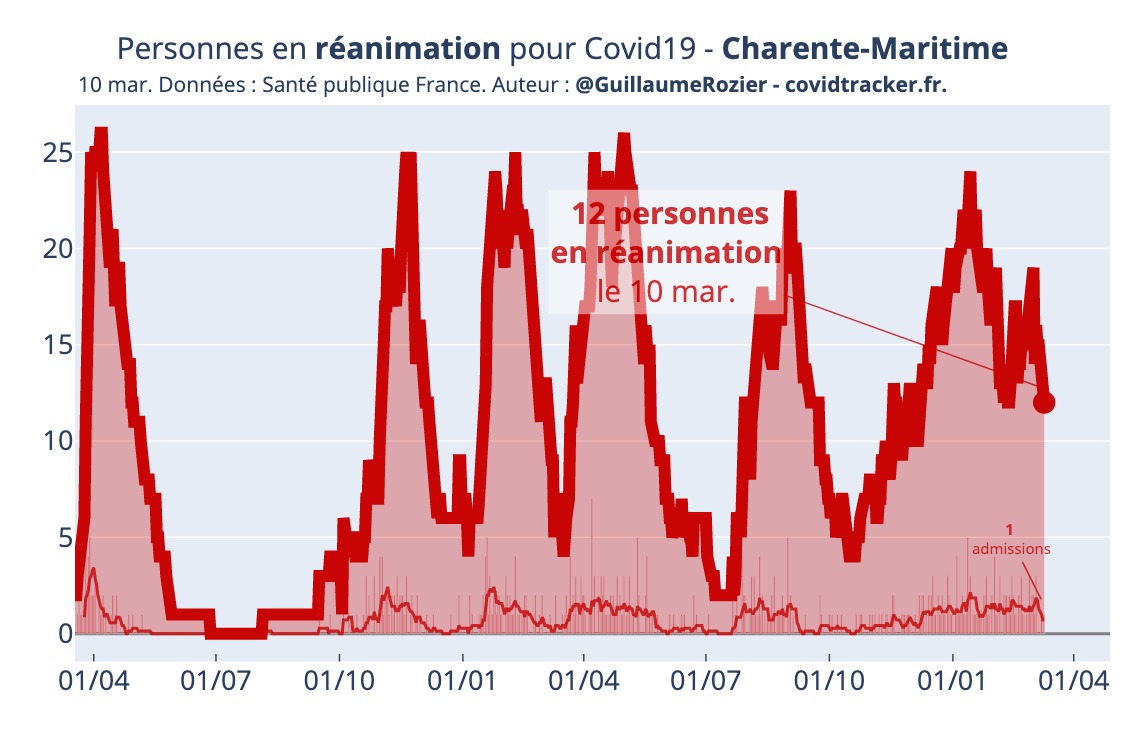 Personnes en réanimation pour Covid19 - Charente-Maritime
10 mar. Données : Santé publique France. Auteur : @GuillaumeRozier - covidtracker.fr.
25
20
15
10
5
0
12 personnes
en réanimation
le 10 mar.
1
admissions
01/04 01/07 01/10 01/01 01/04 01/07 01/10 01/01 01/04